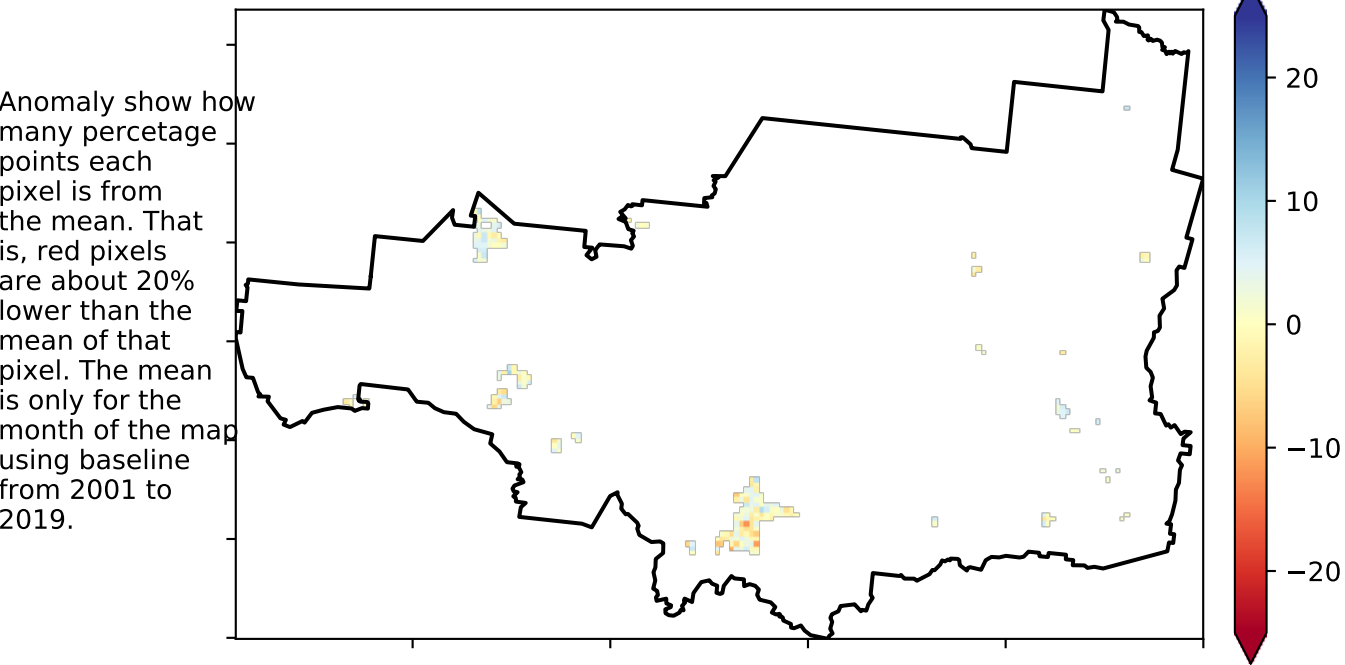 Anomaly show how
many percetage
points each
pixel is from
the mean. That
is, red pixels
are about 20%
lower than the
mean of that
pixel. The mean
is only for the
month of the map
using baseline
from 2001 to
2019.
20
10
0
−10
−20